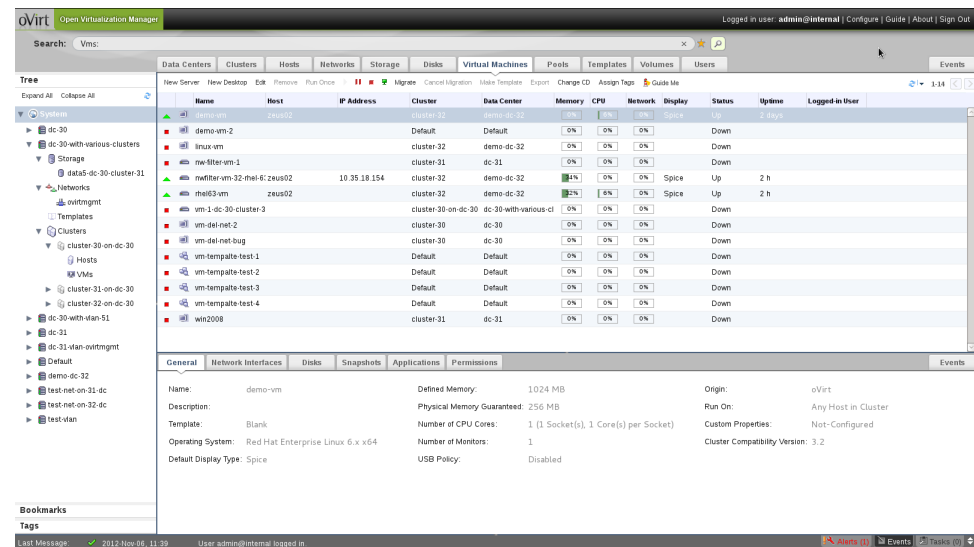 oVirt Open Virtualization Manager Logged in user: admin@internal | Configure | Guide | About | Sign Out
Search: Vms: ×
Data Centers Clusters Hosts Networks Storage Disks Virtual Machines Pools Templates Volumes Users Events
Tree
Expand All Collapse All
System
dc-30
dc-30-with-various-clusters
Storage
data5-dc-30-cluster-31
Networks
ovirtmgmt
Templates
Clusters
cluster-30-on-dc-30
Hosts
VMs
cluster-31-on-dc-30
cluster-32-on-dc-30
dc-30-with-vlan-51
dc-31
dc-31-vlan-ovirtmgmt
Default
demo-dc-32
test-net-on-31-dc
test-net-on-32-dc
test-vlan
Bookmarks
Tags
New Server New Desktop Edit Remove Run Once Migrate Cancel Migration Make Template Export Change CD Assign Tags Guide Me 1-14
Name Host IP Address Cluster Data Center Memory CPU Network Display Status Uptime Logged-in User
demo-vm zeus02 cluster-32 demo-dc-32 0% 6% 0% Spice Up 2 days
demo-vm-2 Default Default 0% 0% 0% Down
linux-vm cluster-32 demo-dc-32 0% 0% 0% Down
nw-filter-vm-1 cluster-31 dc-31 0% 0% 0% Down
nwfilter-vm-32-rhel-6: zeus02 10.35.18.154 cluster-32 demo-dc-32 0% 0% Spice Up 2 h
rhel63-vm zeus02 cluster-32 demo-dc-32 32% 6% 0% Spice Up 2 h
vm-1-dc-30-cluster-3 cluster-30-on-dc-30 dc-30-with-various-cl 0% 0% 0% Down
vm-del-net-2 cluster-30 dc-30 0% 0% 0% Down
vm-del-net-bug cluster-30 dc-30 0% 0% 0% Down
vm-tempalte-test-1 Default Default 0% 0% 0% Down
vm-tempalte-test-2 Default Default 0% 0% 0% Down
vm-tempalte-test-3 Default Default 0% 0% 0% Down
vm-tempalte-test-4 Default Default 0% 0% 0% Down
win2008 cluster-31 dc-31 0% 0% 0% Down
General Network Interfaces Disks Snapshots Applications Permissions Events
Name: demo-vm Defined Memory: 1024 MB Origin: oVirt
Description: Physical Memory Guaranteed: 256 MB Run On: Any Host in Cluster
Template: Blank Number of CPU Cores: 1 (1 Socket(s), 1 Core(s) per Socket) Custom Properties: Not-Configured
Operating System: Red Hat Enterprise Linux 6.x x64 Number of Monitors: 1 Cluster Compatibility Version: 3.2
Default Display Type: Spice USB Policy: Disabled
Last Message: 2012-Nov-06, 11:39 User admin@internal logged in. Alerts (1) Events Tasks (0)